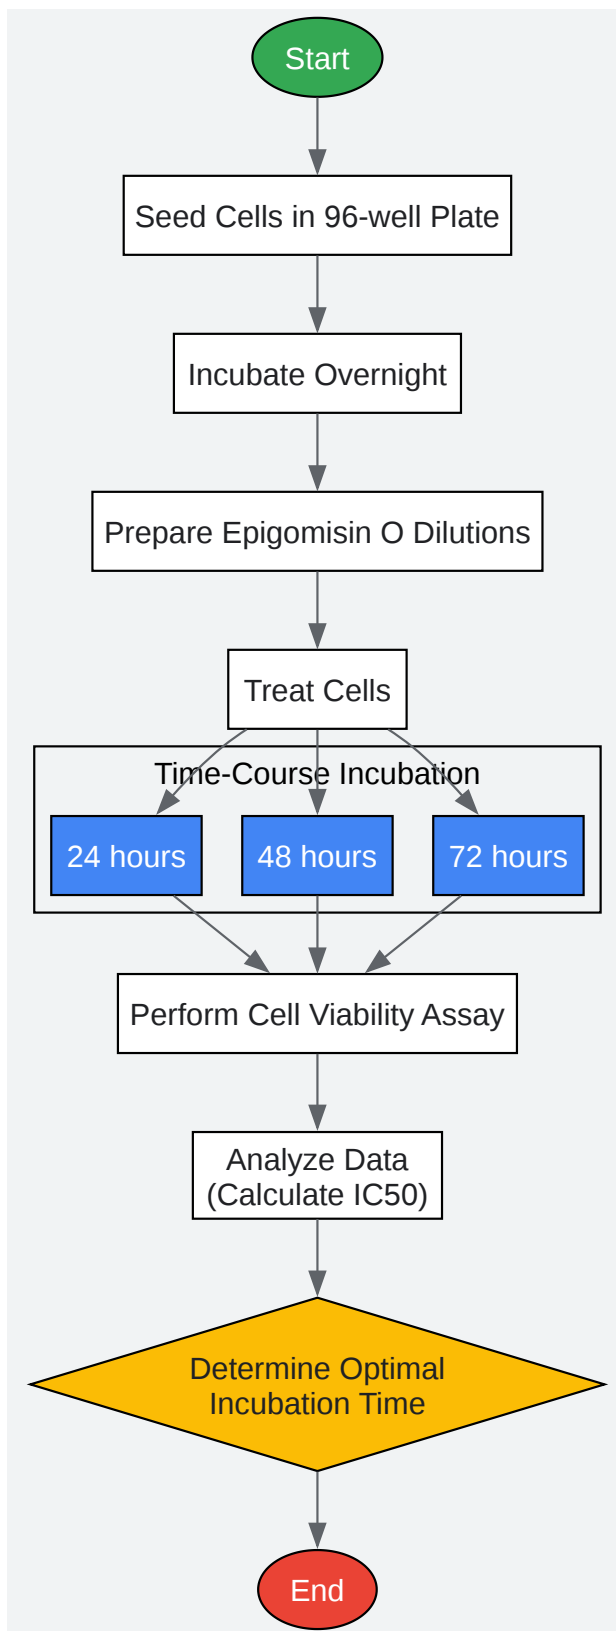 Start
Seed Cells in 96-well Plate
Incubate Overnight
Prepare Epigomisin O Dilutions
Treat Cells
Time-Course Incubation
24 hours
48 hours
72 hours
Perform Cell Viability Assay
Analyze Data
(Calculate IC50)
Determine Optimal
Incubation Time
End